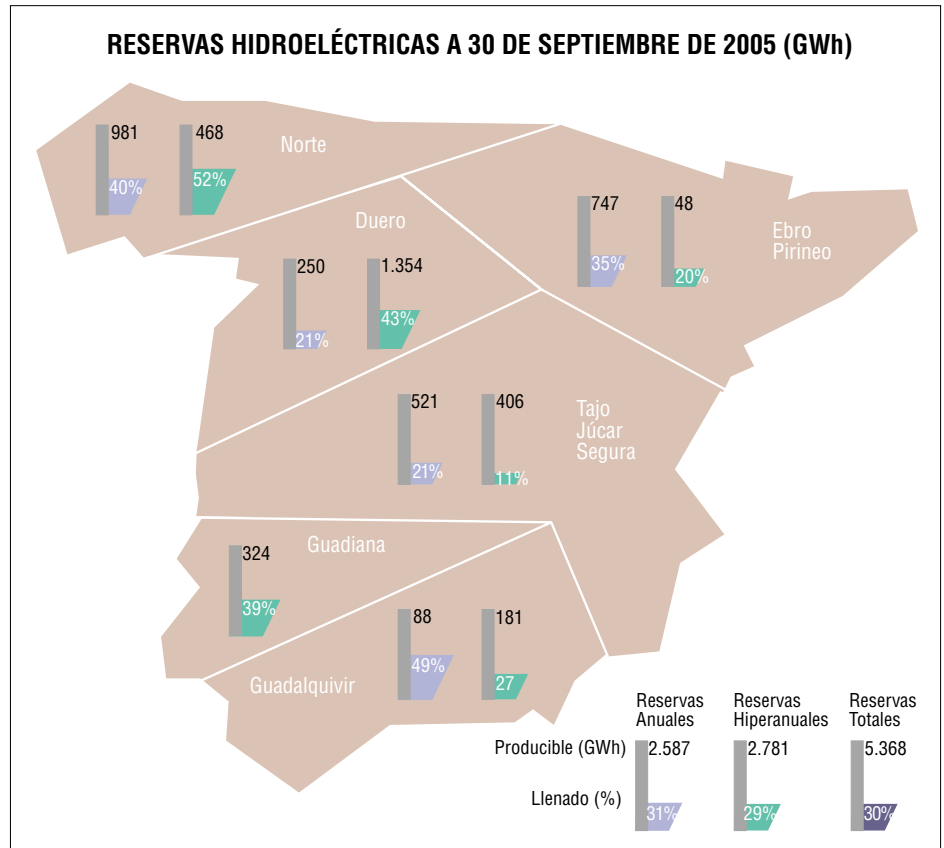 RESERVAS HIDROELÉCTRICAS A 30 DE SEPTIEMBRE DE 2005 (GWh)
981
468
Norte
40%
52%
Duero
250
1.354
21%
43%
747
48
Ebro
Pirineo
35%
20%
521
406
Tajo
Júcar
Segura
21%
11%
Guadiana
324
39%
88
181
49%
27
Guadalquivir
Reservas
Anuales
Reservas
Hiperanuales
Reservas
Totales
Producible (GWh)
2.587
2.781
5.368
Llenado (%)
31%
29%
30%